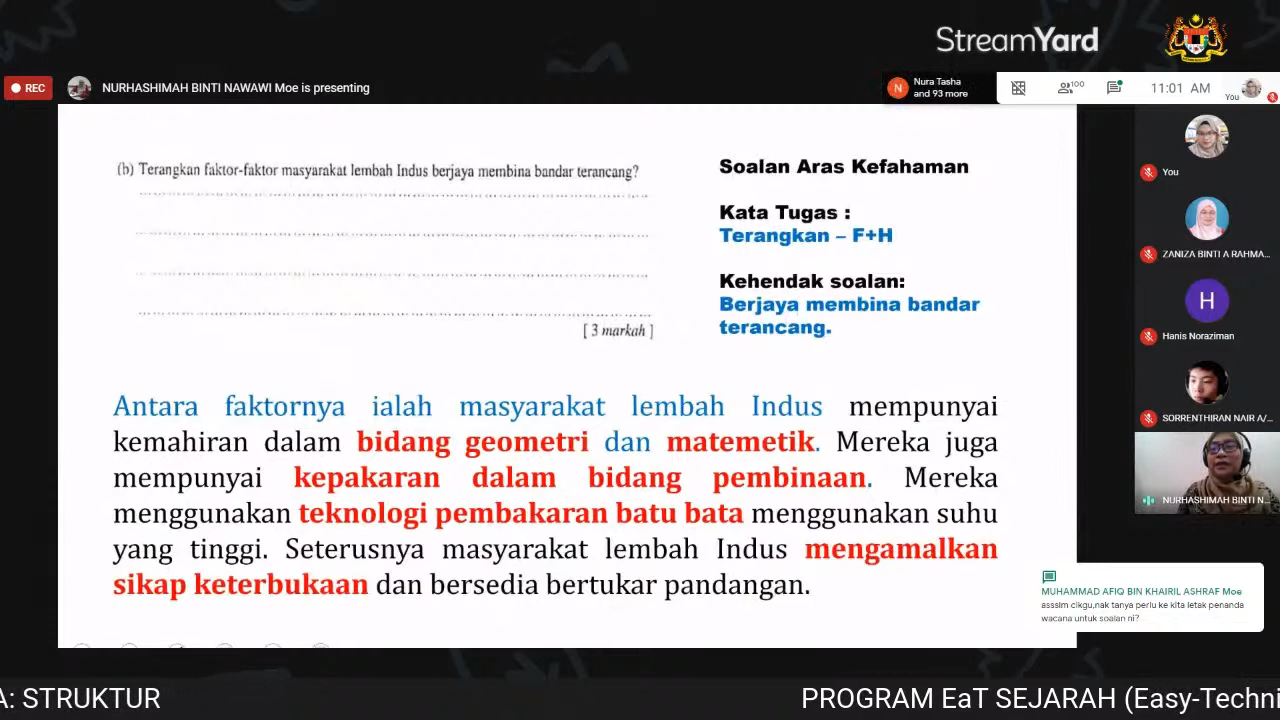 StreamYard
REC
NURHASHIMAH BINTI NAWAWI Moe is presenting
N
Nura Tasha
and 93 more
100
11:01 AM
You
(b) Terangkan faktor-faktor masyarakat lembah Indus berjaya membina bandar terancang?
[ 3 markah ]
Soalan Aras Kefahaman
Kata Tugas :
Terangkan – F+H
Kehendak soalan:
Berjaya membina bandar
terancang.
Antara faktornya ialah masyarakat lembah Indus mempunyai
kemahiran dalam bidang geometri dan matemetik. Mereka juga
mempunyai kepakaran dalam bidang pembinaan. Mereka
menggunakan teknologi pembakaran batu bata menggunakan suhu
yang tinggi. Seterusnya masyarakat lembah Indus mengamalkan
sikap keterbukaan dan bersedia bertukar pandangan.
You
ZANIZA BINTI A RAHMA...
H
Hanis Noraziman
SORRENTHIRAN NAIR A/...
NURHASHIMAH BINTI N...
MUHAMMAD AFIQ BIN KHAIRIL ASHRAF Moe
asssim cikgu,nak tanya perlu ke kita letak penanda
wacana untuk soalan ni?
A: STRUKTUR
PROGRAM EaT SEJARAH (Easy-Techni